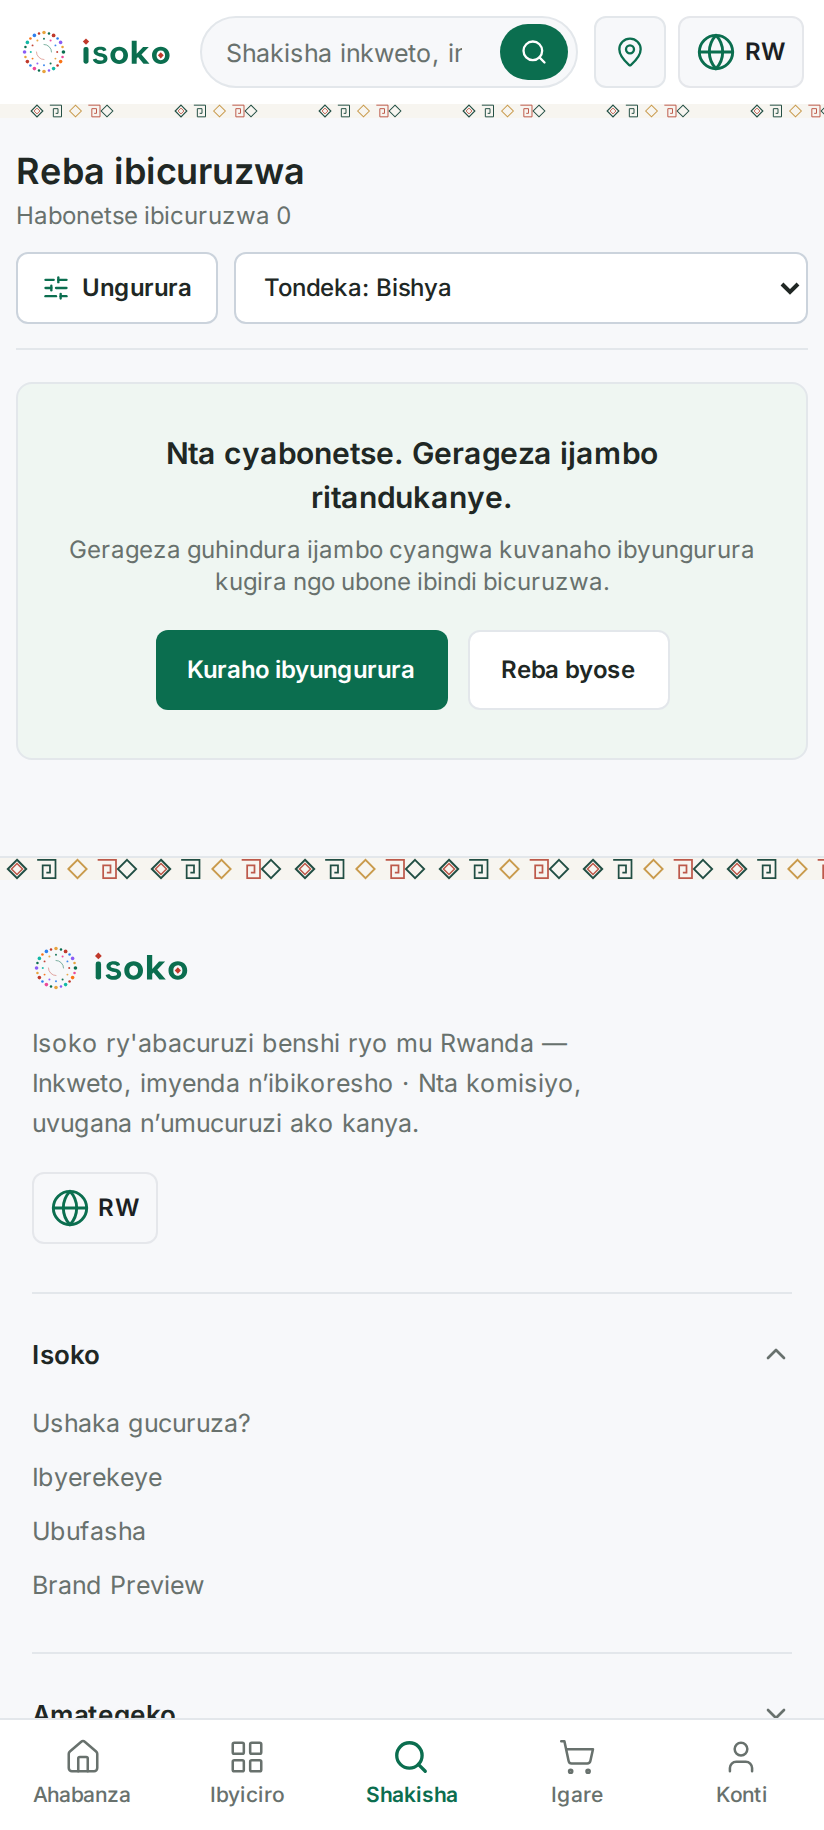 isoko
Shakisha inkweto, ir
RW
Reba ibicuruzwa
Habonetse ibicuruzwa 0
Ungurura
Tondeka: Bishya
Nta cyabonetse. Gerageza ijambo
ritandukanye.
Gerageza guhindura ijambo cyangwa kuvanaho ibyungurura
kugira ngo ubone ibindi bicuruzwa.
Kuraho ibyungurura
Reba byose
isoko
Isoko ry'abacuruzi benshi ryo mu Rwanda —
Inkweto, imyenda n’ibikoresho · Nta komisiyo,
uvugana n’umucuruzi ako kanya.
RW
Isoko
Ushaka gucuruza?
Ibyerekeye
Ubufasha
Brand Preview
Amategeko
Ahabanza
Ibyiciro
Shakisha
Igare
Konti